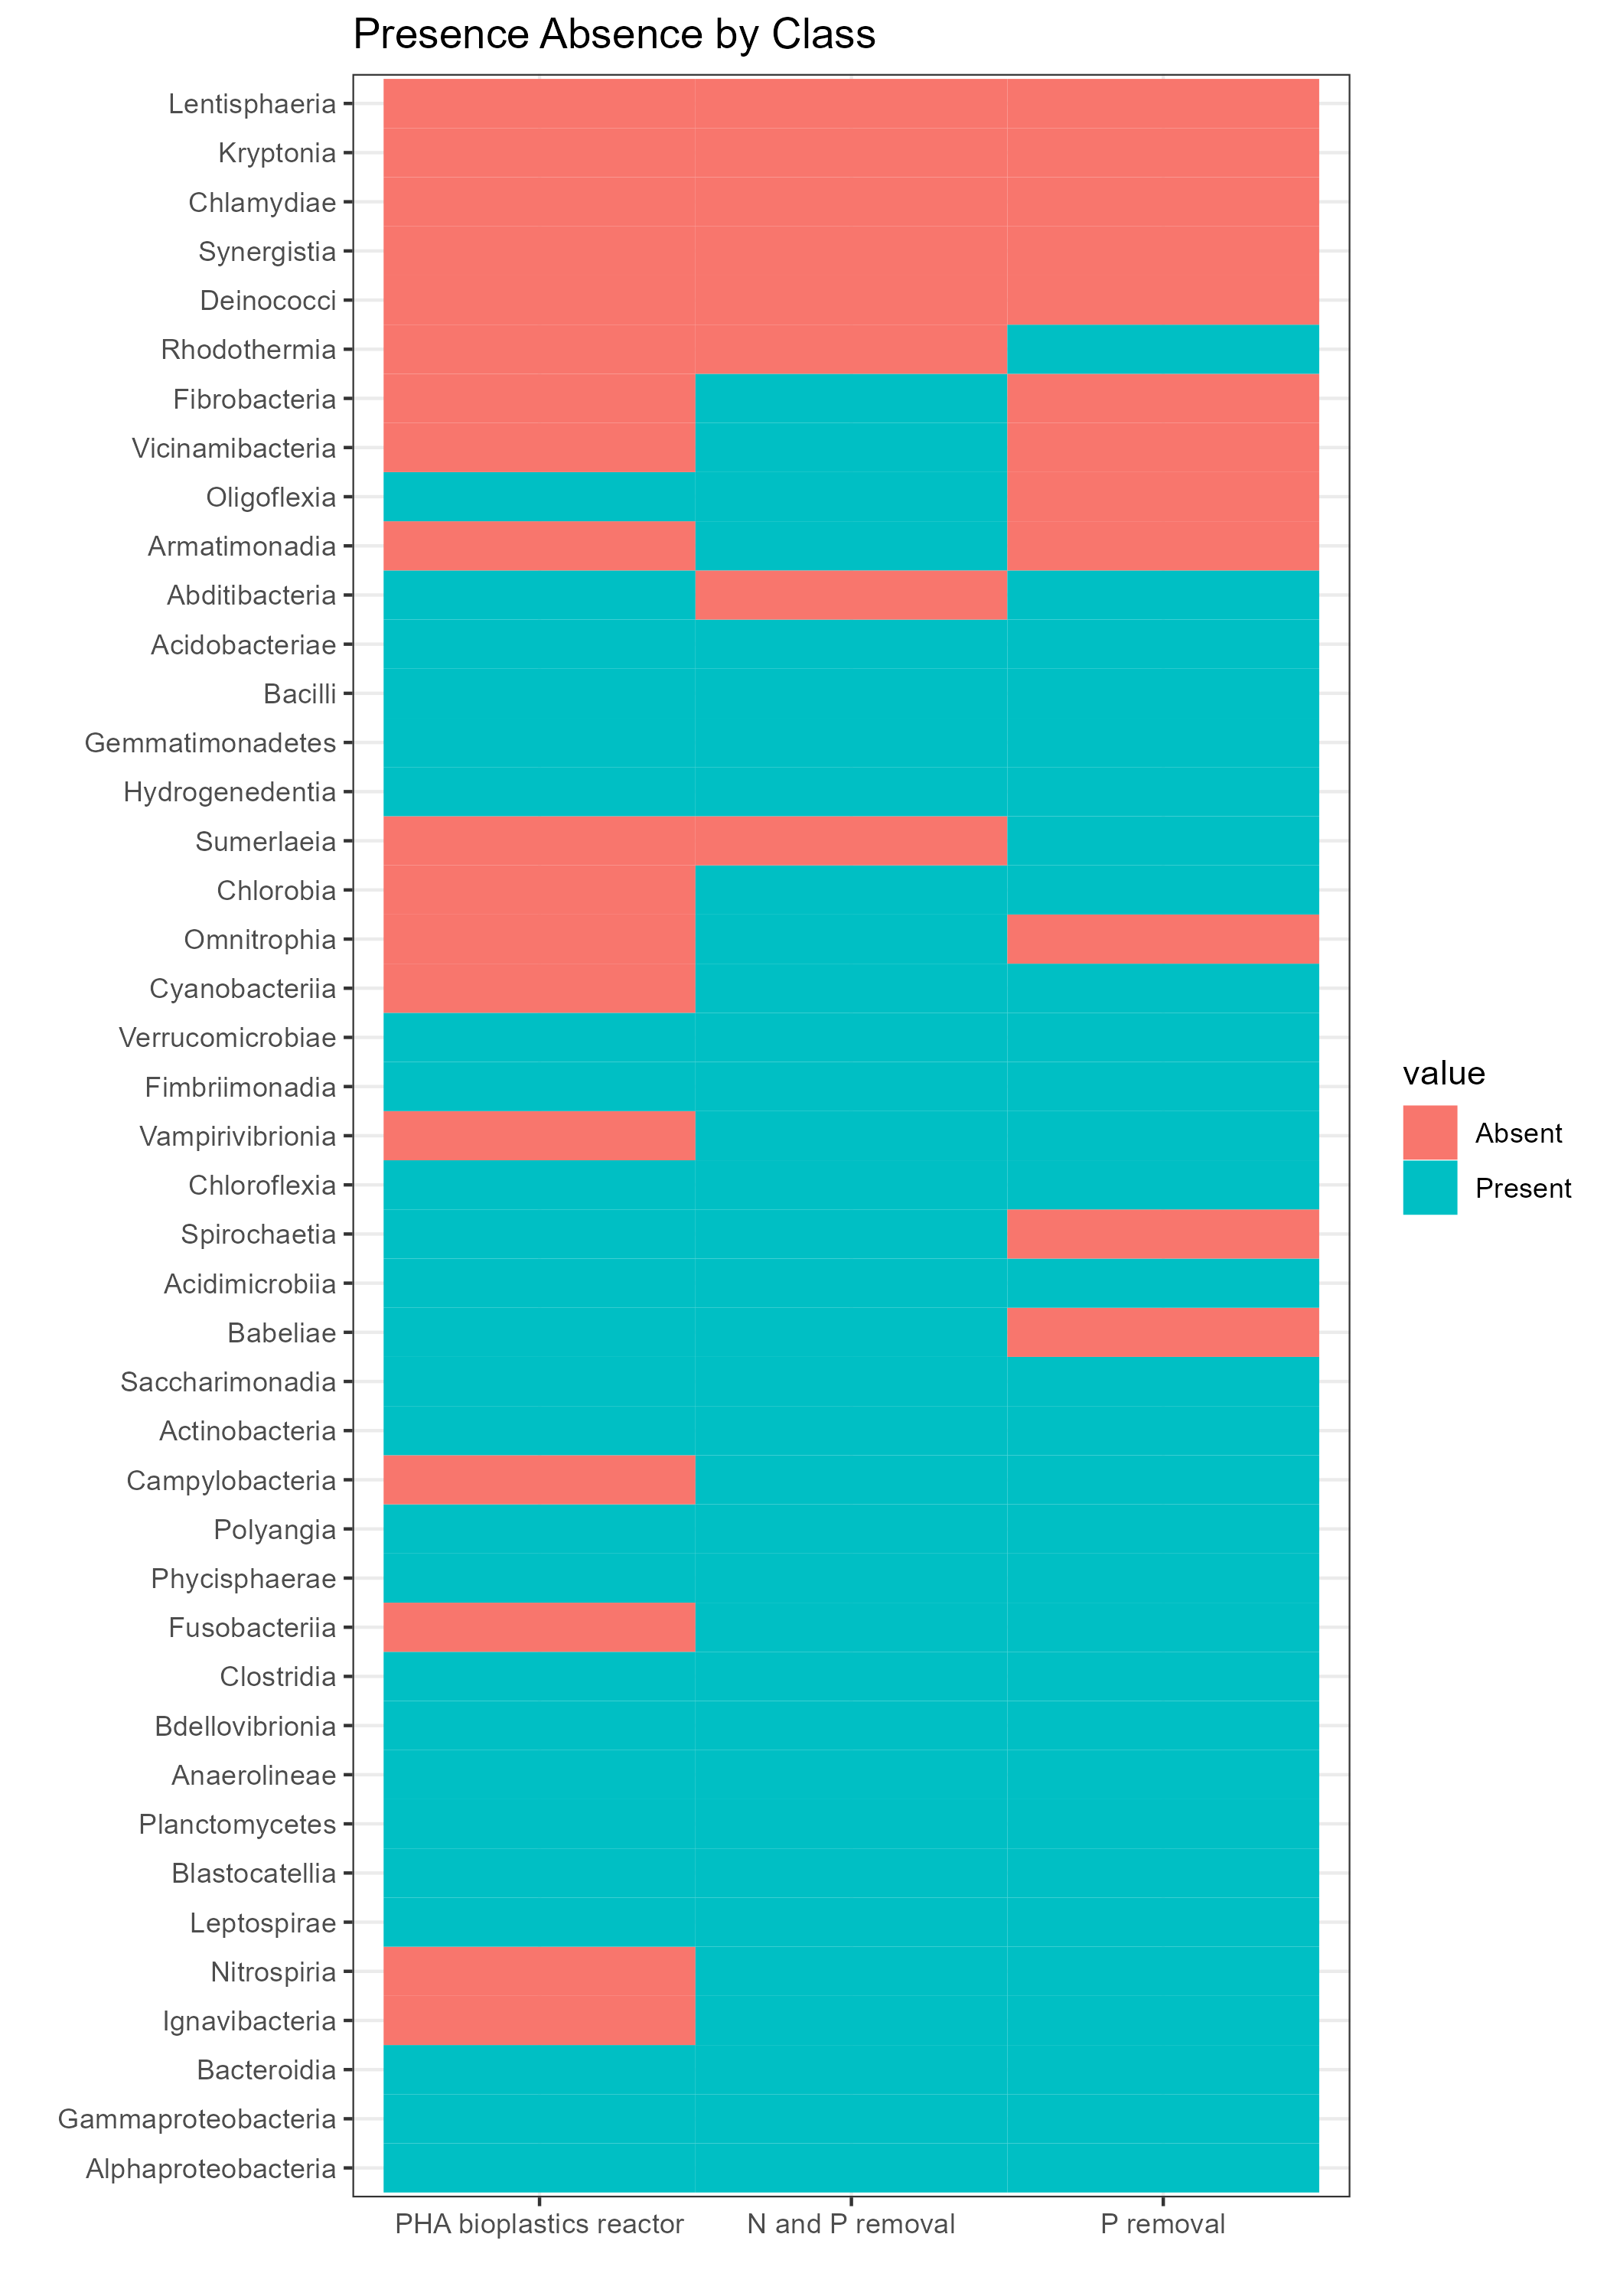 Presence Absence by Class
Lentisphaeria
Kryptonia
Chlamydiae
Synergistia
Deinococci
Rhodothermia
Fibrobacteria
Vicinamibacteria
Oligoflexia
Armatimonadia
Abditibacteria
Acidobacteriae
Bacilli
Gemmatimonadetes
Hydrogenedentia
Sumerlaeia
Chlorobia
Omnitrophia
Cyanobacteriia
Verrucomicrobiae
Fimbriimonadia
Vampirivibrionia
Chloroflexia
Spirochaetia
Acidimicrobiia
Babeliae
Saccharimonadia
Actinobacteria
Campylobacteria
Polyangia
Phycisphaerae
Fusobacteriia
Clostridia
Bdellovibrionia
Anaerolineae
Planctomycetes
Blastocatellia
Leptospirae
Nitrospiria
Ignavibacteria
Bacteroidia
Gammaproteobacteria
Alphaproteobacteria
PHA bioplastics reactor
N and P removal
P removal
value
Absent
Present